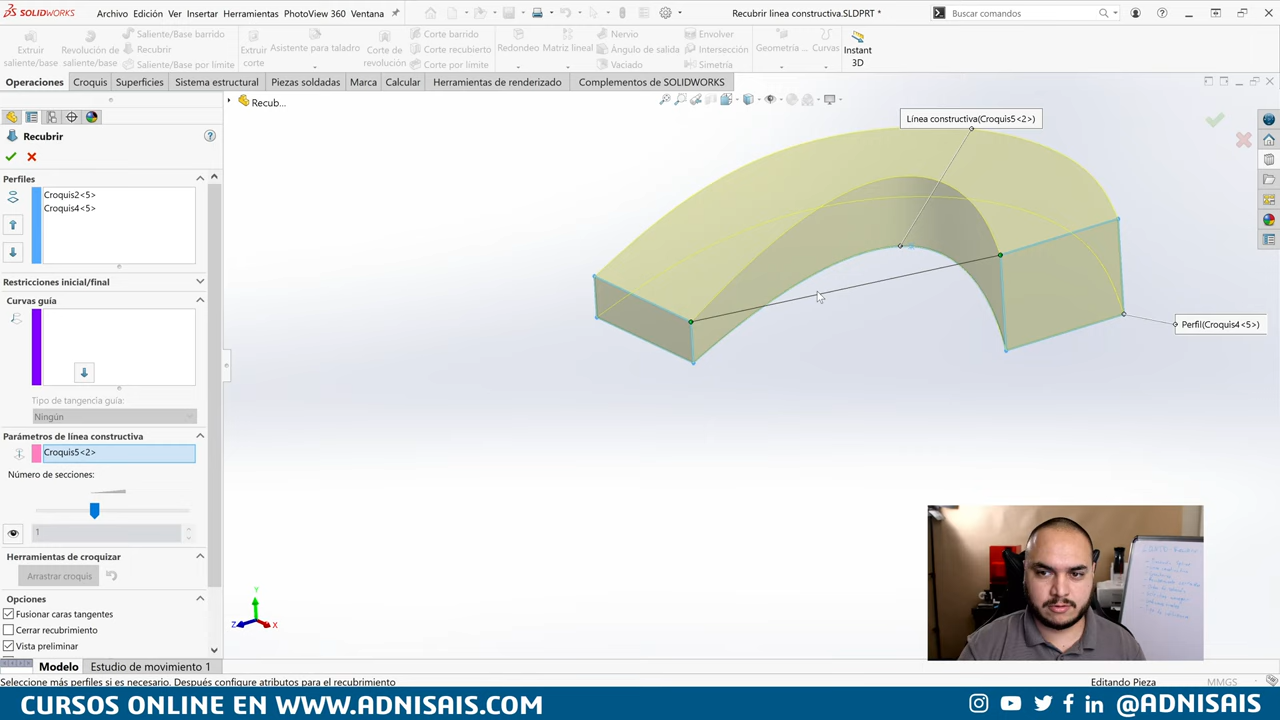 SOLIDWORKS
Archivo Edición Ver Insertar Herramientas PhotoView 360 Ventana
Recubrir linea constructiva.SLDPRT *
Buscar comandos
Extruir saliente/base
Revolución de saliente/base
Saliente/Base barrido
Recubrir
Saliente/Base por límite
Extruir corte
Asistente para taladro
Corte de revolución
Corte barrido
Corte recubierto
Corte por límite
Redondeo
Matriz lineal
Nervio
Ángulo de salida
Vaciado
Envolver
Intersección
Simetría
Geometría ...
Curvas
Instant 3D
Operaciones Croquis Superficies Sistema estructural Piezas soldadas Marca Calcular Herramientas de renderizado Complementos de SOLIDWORKS
Recub...
Recubrir
Perfiles
Croquis2<5>
Croquis4<5>
Restricciones inicial/final
Curvas guía
Tipo de tangencia guía:
Ningún
Parámetros de línea constructiva
Croquis5<2>
Número de secciones:
1
Herramientas de croquizar
Arrastrar croquis
Opciones
Fusionar caras tangentes
Cerrar recubrimiento
Vista preliminar
Línea constructiva(Croquis5<2>)
Perfil(Croquis4<5>)
Y
Z
X
Modelo Estudio de movimiento 1
Seleccione más perfiles si es necesario. Después configure atributos para el recubrimiento
Editando Pieza
MMGS
CURSOS ONLINE EN WWW.ADNISAIS.COM
@ADNISAIS